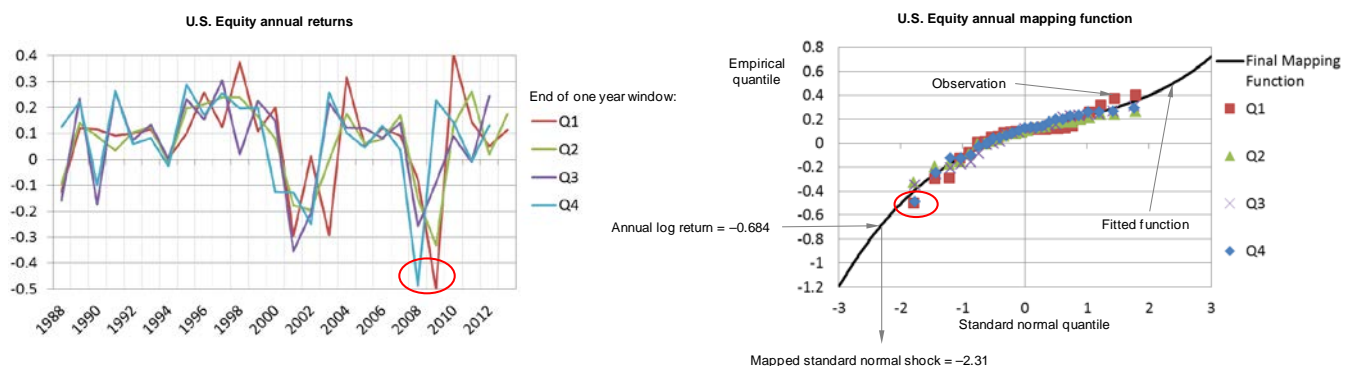 U.S. Equity annual returns
0.4
0.3
0.2
0.1
0
-0.1
-0.2
-0.3
-0.4
-0.5
1988
1990
1992
1994
1996
1998
2000
2002
2004
2006
2008
2010
2012
End of one year window:
Q1
Q2
Q3
Q4
U.S. Equity annual mapping function
Empirical
quantile
0.8
0.6
0.4
0.2
0
-0.2
-0.4
-0.6
-0.8
-1
-1.2
-3
-2
-1
0
1
2
3
Standard normal quantile
Observation
Fitted function
Annual log return = –0.684
Mapped standard normal shock = –2.31
Final Mapping
Function
Q1
Q2
Q3
Q4